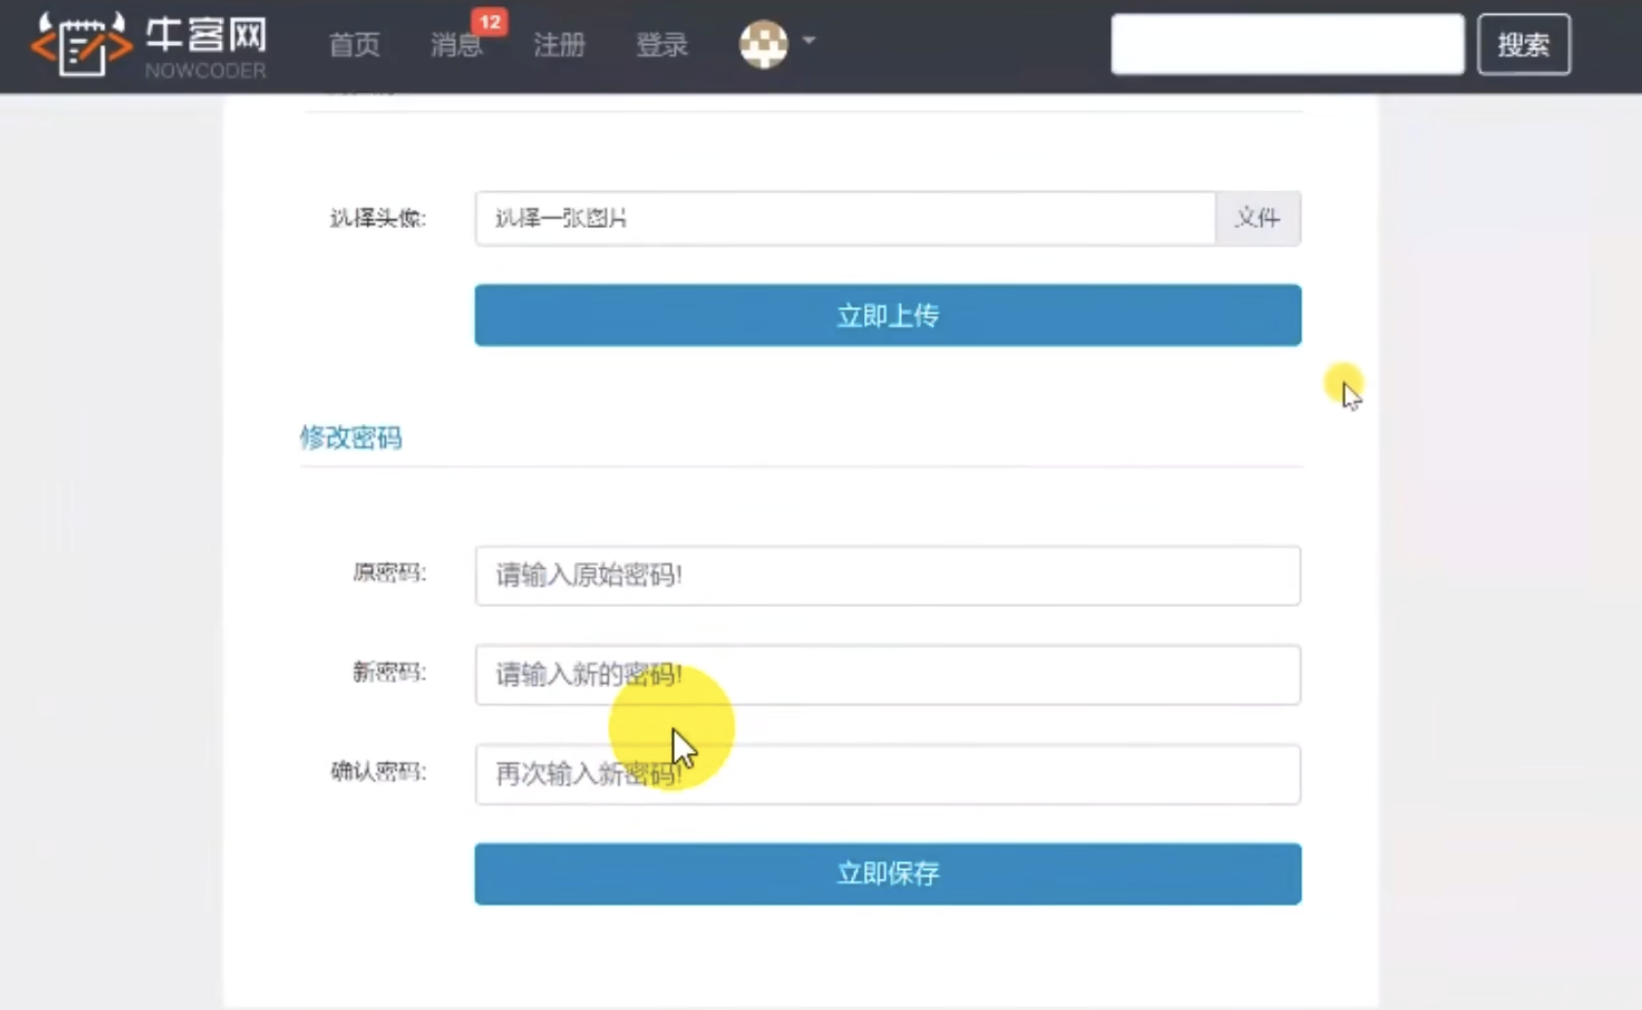 牛客网
NOWCODER
首页 消息 12 注册 登录 搜索
选择头像: 选择一张图片 文件
立即上传
修改密码
原密码: 请输入原始密码!
新密码: 请输入新的密码!
确认密码: 再次输入新密码!
立即保存